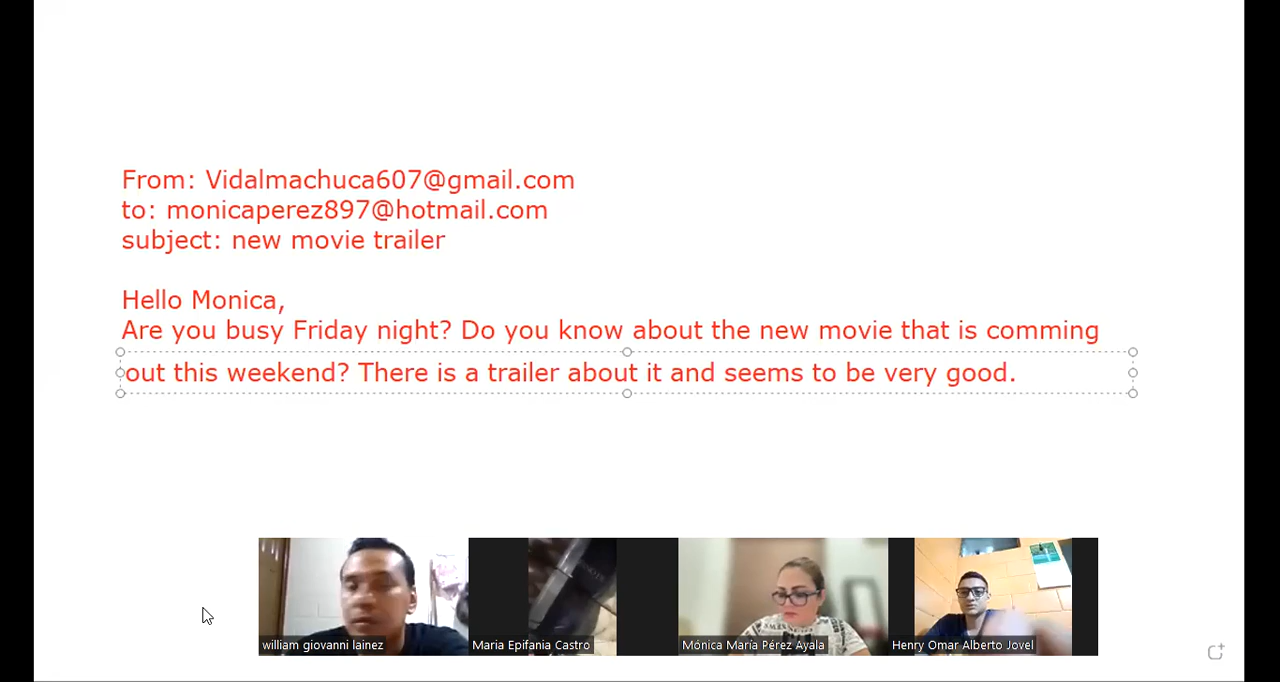 From: Vidalmachuca607@gmail.com
to: monicaperez897@hotmail.com
subject: new movie trailer
Hello Monica,
Are you busy Friday night? Do you know about the new movie that is comming
out this weekend? There is a trailer about it and seems to be very good.
william giovanni lainez
Maria Epifania Castro
Mónica María Pérez Ayala
Henry Omar Alberto Jovel